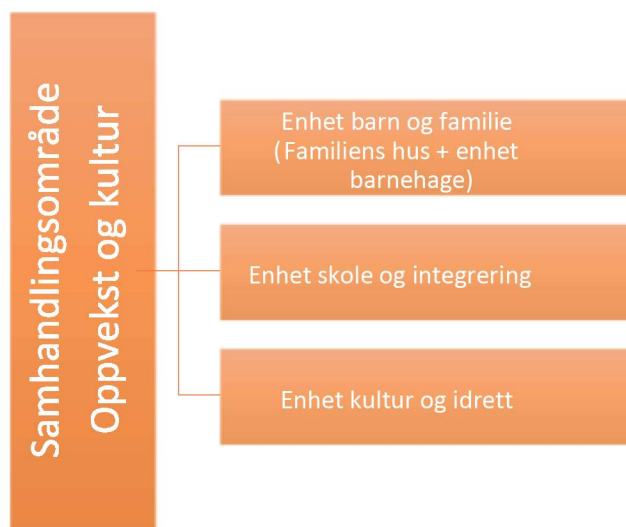 Samhandlingsområde
Oppvekst og kultur
Enhet barn og familie
(Familiens hus + enhet
barnehage)
Enhet skole og integrering
Enhet kultur og idrett